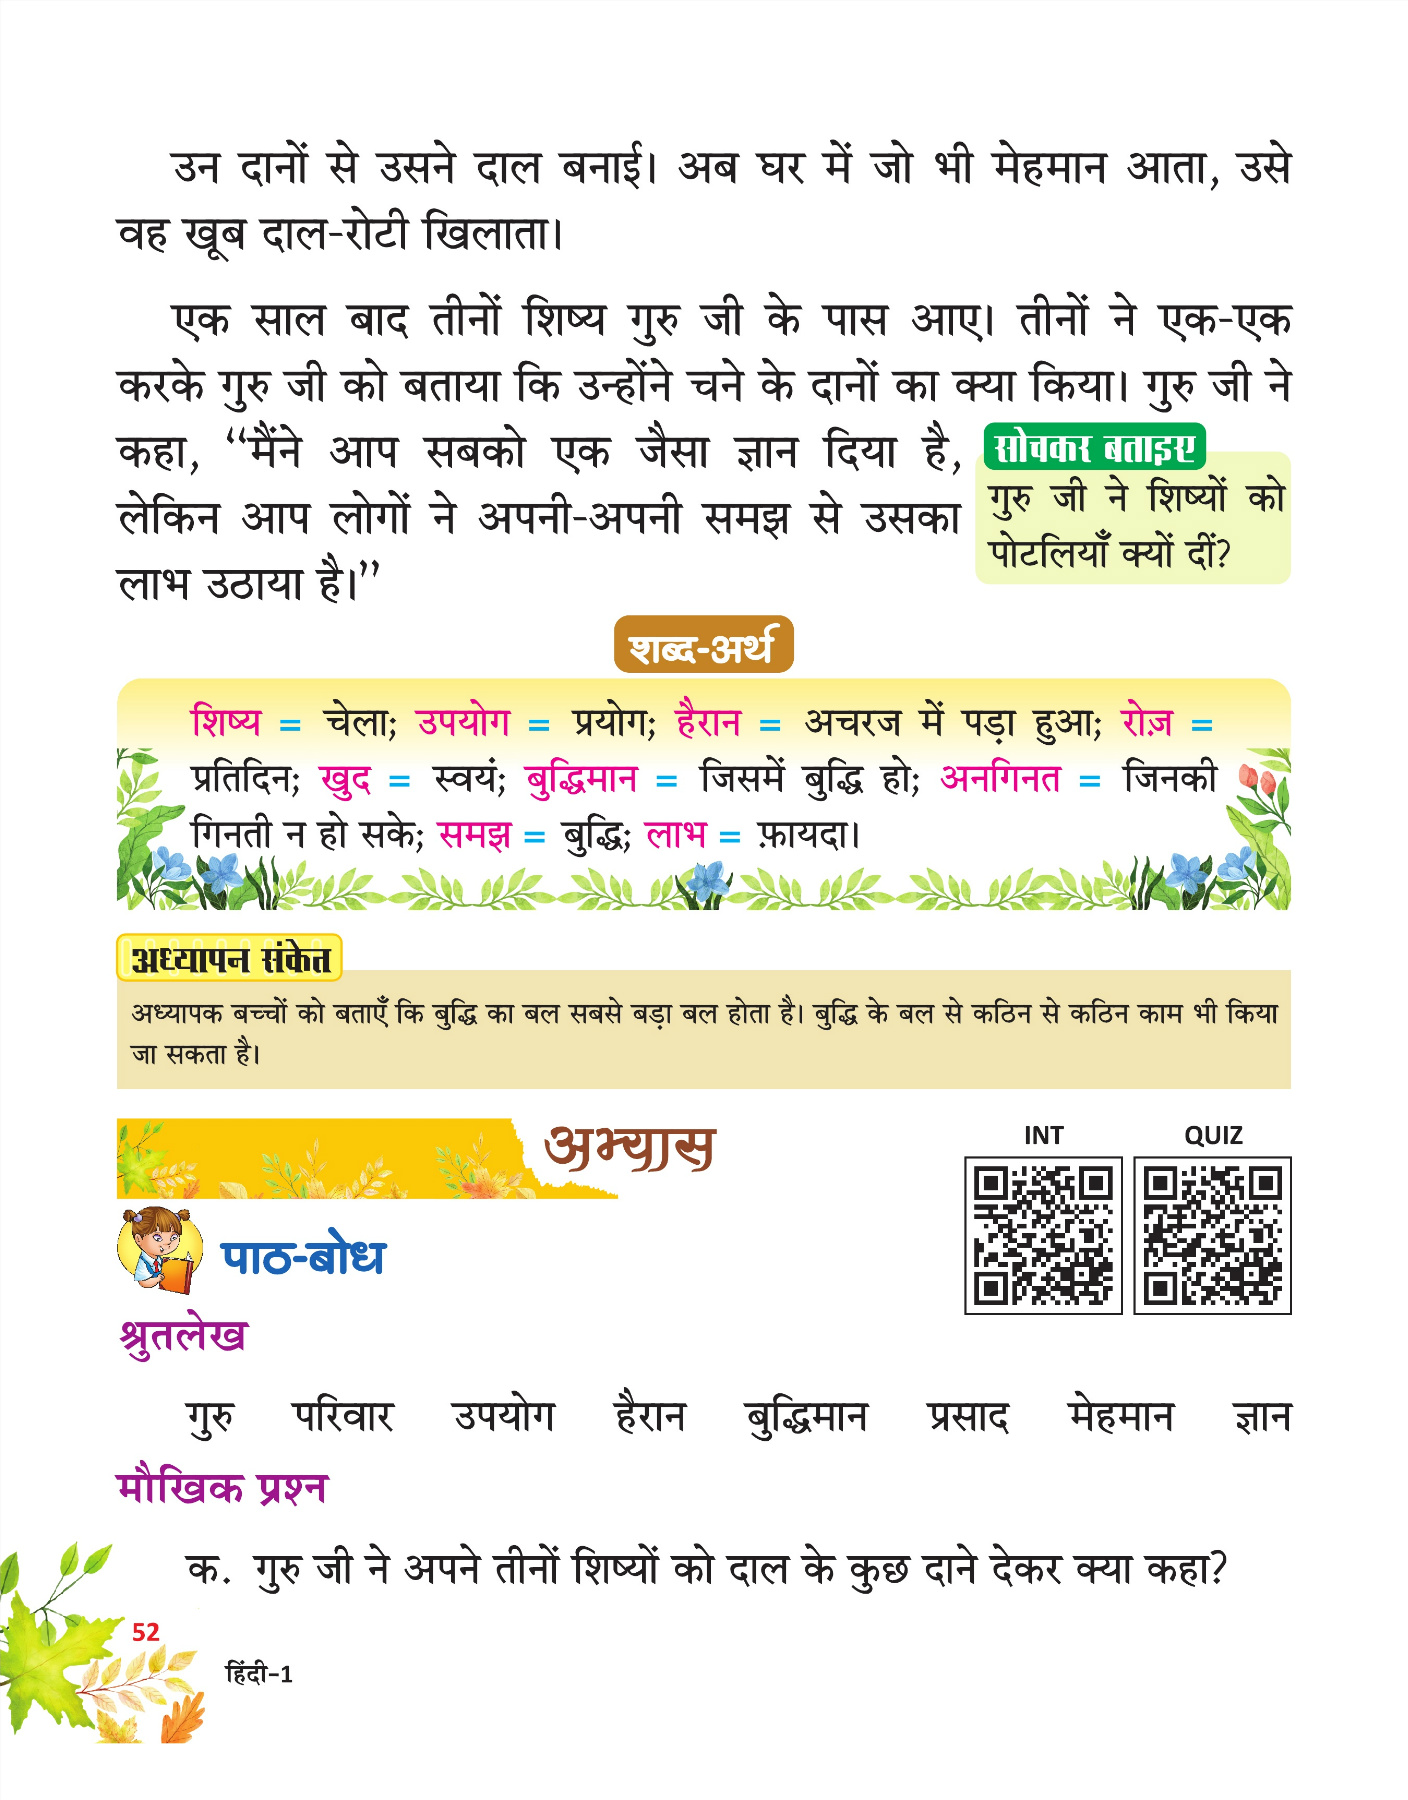 उन दानों से उसने दाल बनाई। अब घर में जो भी मेहमान आता, उसे
वह खूब दाल-रोटी खिलाता।
एक साल बाद तीनों शिष्य गुरु जी के पास आए। तीनों ने एक-एक
करके गुरु जी को बताया कि उन्होंने चने के दानों का क्या किया। गुरु जी ने
कहा, “मैंने आप सबको एक जैसा ज्ञान दिया है,
लेकिन आप लोगों ने अपनी-अपनी समझ से उसका
लाभ उठाया है।”
सोचकर बताइए
गुरु जी ने शिष्यों को
पोटलियाँ क्यों दीं?
शब्द-अर्थ
शिष्य = चेला; उपयोग = प्रयोग; हैरान = अचरज में पड़ा हुआ; रोज़ =
प्रतिदिन; खुद = स्वयं; बुद्धिमान = जिसमें बुद्धि हो; अनगिनत = जिनकी
गिनती न हो सके; समझ = बुद्धि; लाभ = फ़ायदा।
अध्यापन संकेत
अध्यापक बच्चों को बताएँ कि बुद्धि का बल सबसे बड़ा बल होता है। बुद्धि के बल से कठिन से कठिन काम भी किया
जा सकता है।
अभ्यास
INT QUIZ
पाठ-बोध
श्रुतलेख
गुरु परिवार उपयोग हैरान बुद्धिमान प्रसाद मेहमान ज्ञान
मौखिक प्रश्न
क. गुरु जी ने अपने तीनों शिष्यों को दाल के कुछ दाने देकर क्या कहा?
52
हिंदी-1